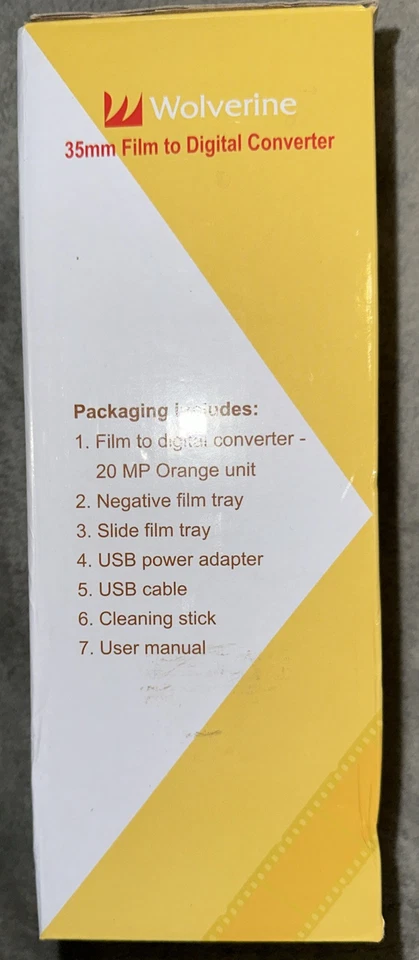 Wolverine
35mm Film to Digital Converter
Packaging includes:
1. Film to digital converter -
20 MP Orange unit
2. Negative film tray
3. Slide film tray
4. USB power adapter
5. USB cable
6. Cleaning stick
7. User manual